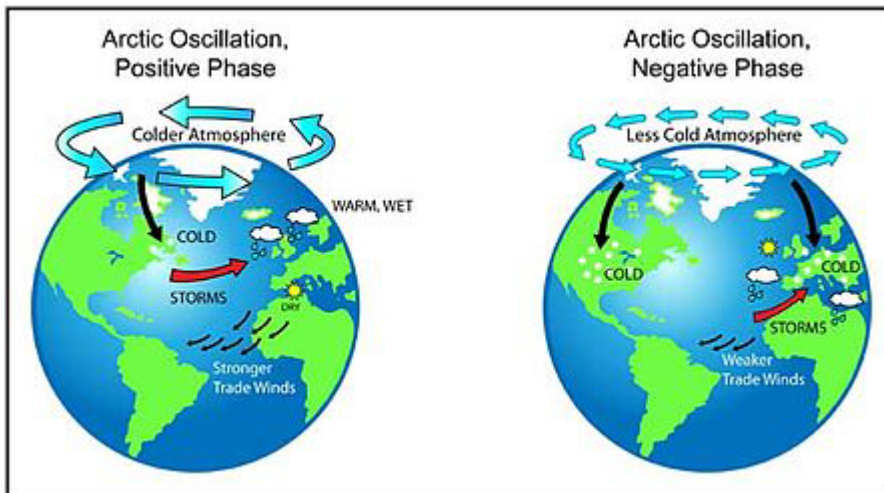 Arctic Oscillation,
Positive Phase
Colder Atmosphere
WARM, WET
COLD
STORMS
DRY
Stronger
Trade Winds
Arctic Oscillation,
Negative Phase
Less Cold Atmosphere
COLD
COLD
STORMS
Weaker
Trade Winds